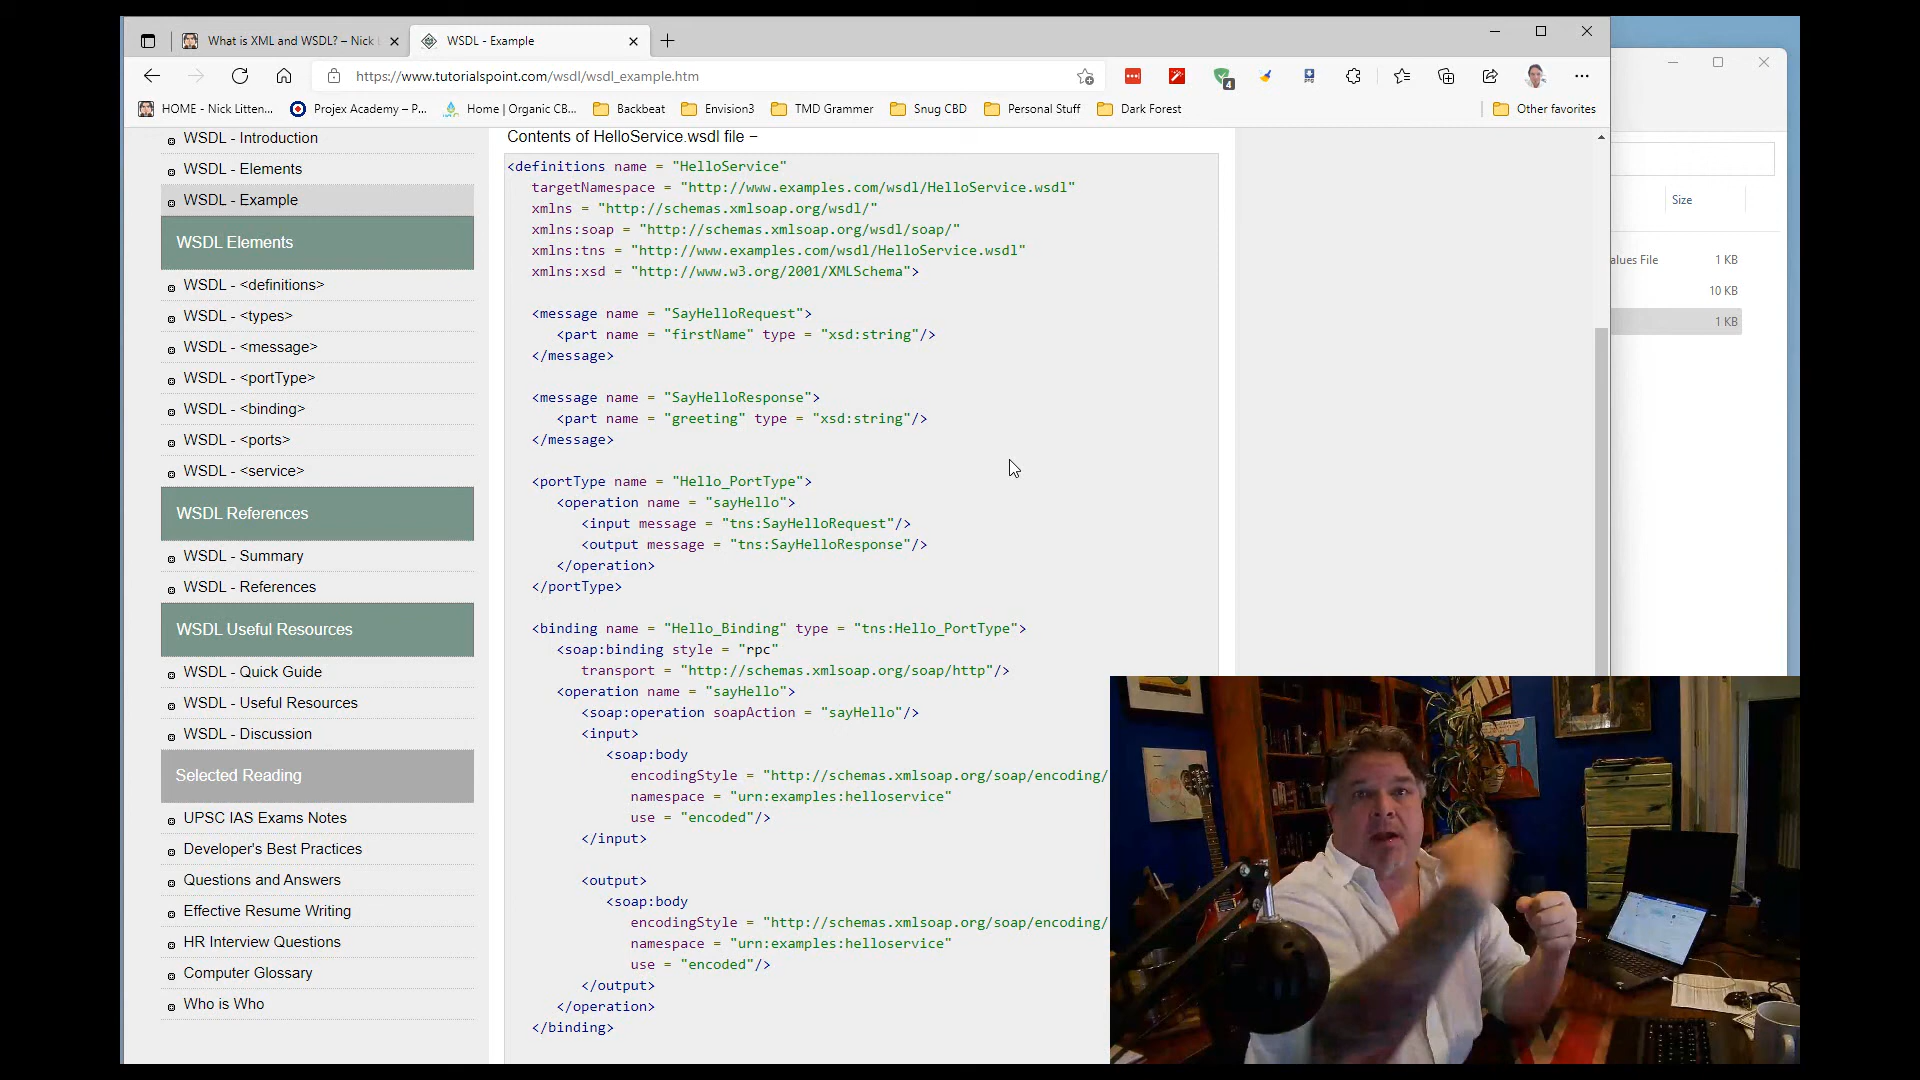 What is XML and WSDL? – Nick
WSDL - Example
https://www.tutorialspoint.com/wsdl/wsdl_example.htm
4
HOME - Nick Litten...
Projex Academy – P...
Home | Organic CB...
Backbeat
Envision3
TMD Grammer
Snug CBD
Personal Stuff
Dark Forest
Other favorites
WSDL - Introduction
WSDL - Elements
WSDL - Example
WSDL Elements
WSDL - <definitions>
WSDL - <types>
WSDL - <message>
WSDL - <portType>
WSDL - <binding>
WSDL - <ports>
WSDL - <service>
WSDL References
WSDL - Summary
WSDL - References
WSDL Useful Resources
WSDL - Quick Guide
WSDL - Useful Resources
WSDL - Discussion
Selected Reading
UPSC IAS Exams Notes
Developer's Best Practices
Questions and Answers
Effective Resume Writing
HR Interview Questions
Computer Glossary
Who is Who
Contents of HelloService.wsdl file −
<definitions name = "HelloService"
targetNamespace = "http://www.examples.com/wsdl/HelloService.wsdl"
xmlns = "http://schemas.xmlsoap.org/wsdl/"
xmlns:soap = "http://schemas.xmlsoap.org/wsdl/soap/"
xmlns:tns = "http://www.examples.com/wsdl/HelloService.wsdl"
xmlns:xsd = "http://www.w3.org/2001/XMLSchema">
<message name = "SayHelloRequest">
<part name = "firstName" type = "xsd:string"/>
</message>
<message name = "SayHelloResponse">
<part name = "greeting" type = "xsd:string"/>
</message>
<portType name = "Hello_PortType">
<operation name = "sayHello">
<input message = "tns:SayHelloRequest"/>
<output message = "tns:SayHelloResponse"/>
</operation>
</portType>
<binding name = "Hello_Binding" type = "tns:Hello_PortType">
<soap:binding style = "rpc"
transport = "http://schemas.xmlsoap.org/soap/http"/>
<operation name = "sayHello">
<soap:operation soapAction = "sayHello"/>
<input>
<soap:body
encodingStyle = "http://schemas.xmlsoap.org/soap/encoding/
namespace = "urn:examples:helloservice"
use = "encoded"/>
</input>
<output>
<soap:body
encodingStyle = "http://schemas.xmlsoap.org/soap/encoding/
namespace = "urn:examples:helloservice"
use = "encoded"/>
</output>
</operation>
</binding>
Size
alues File
1 KB
10 KB
1 KB